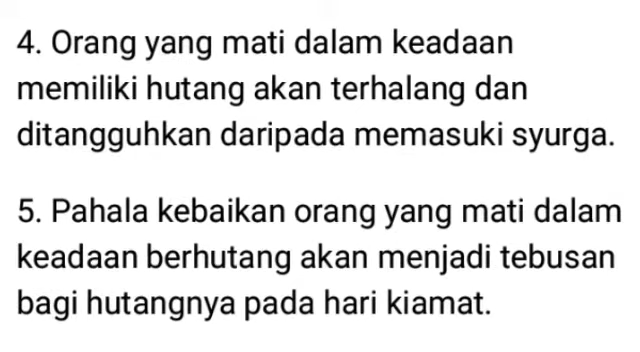 4. Orang yang mati dalam keadaan
memiliki hutang akan terhalang dan
ditangguhkan daripada memasuki syurga.
5. Pahala kebaikan orang yang mati dalam
keadaan berhutang akan menjadi tebusan
bagi hutangnya pada hari kiamat.